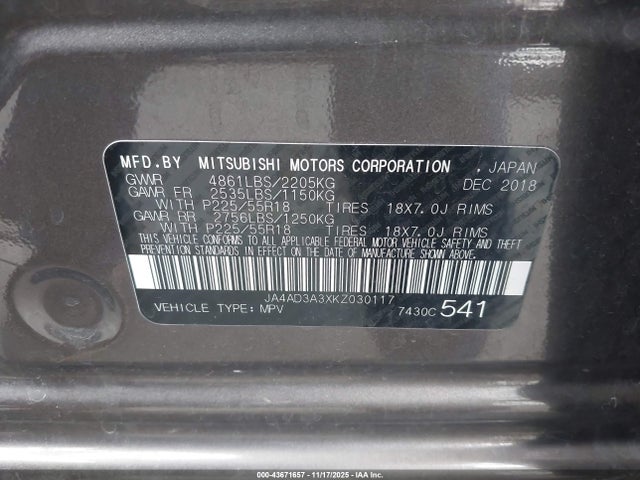 MFD.BY MITSUBISHI MOTORS CORPORATION , JAPAN
GVWR 4861LBS/2205KG DEC 2018
GAWR FR 2535LBS/1150KG
WITH P225/55R18 TIRES 18X7.0J RIMS
GAWR RR 2756LBS/1250KG
WITH P225/55R18 TIRES 18X7.0J RIMS
THIS VEHICLE CONFORMS TO ALL APPLICABLE FEDERAL MOTOR VEHICLE SAFETY AND THEFT
PREVENTION STANDARDS IN EFFECT ON THE DATE OF MANUFACTURE SHOWN ABOVE.
JA4AD3A3XKZ030117
VEHICLE TYPE: MPV 7430C 541
000-43671657 - 11/17/2025 - IAAI.COM